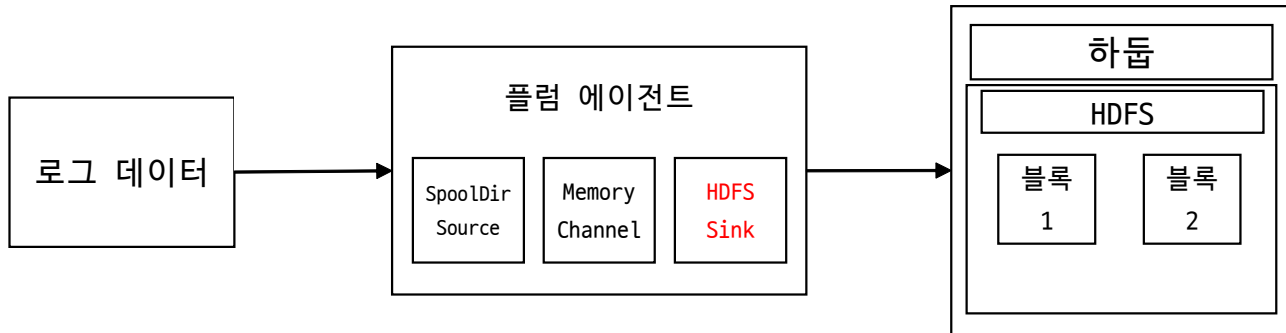 로그 데이터
플럼 에이전트
SpoolDir
Source
Memory
Channel
HDFS
Sink
하둡
HDFS
블록
1
블록
2